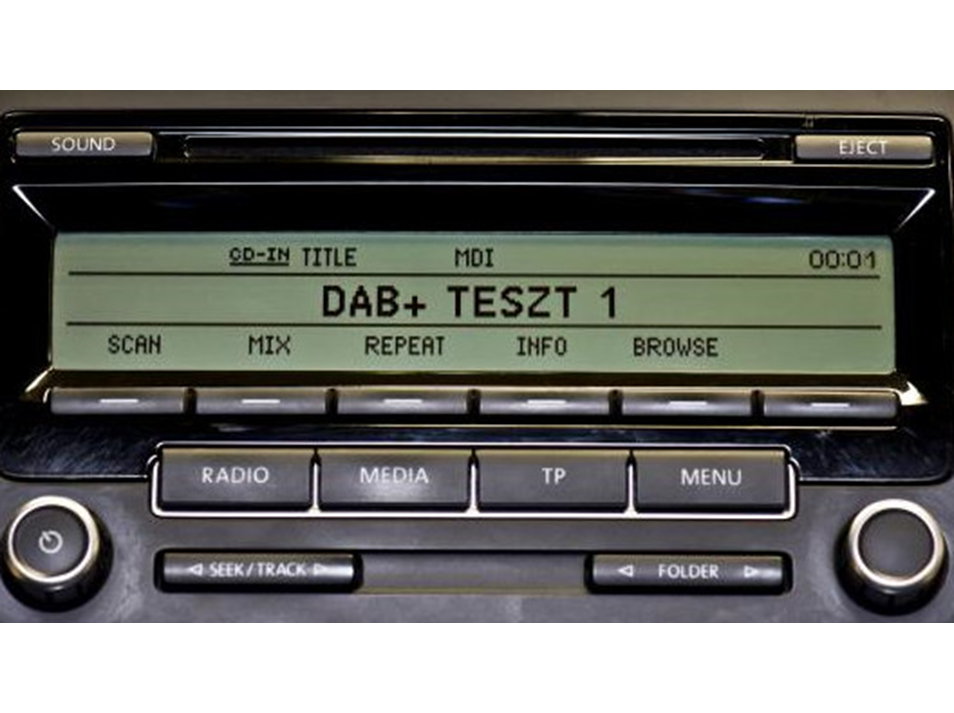 SOUND EJECT
CD-IN TITLE MDI 00:01
DAB+ TESZT 1
SCAN MIX REPEAT INFO BROWSE
RADIO MEDIA TP MENU
SEEK/TRACK FOLDER